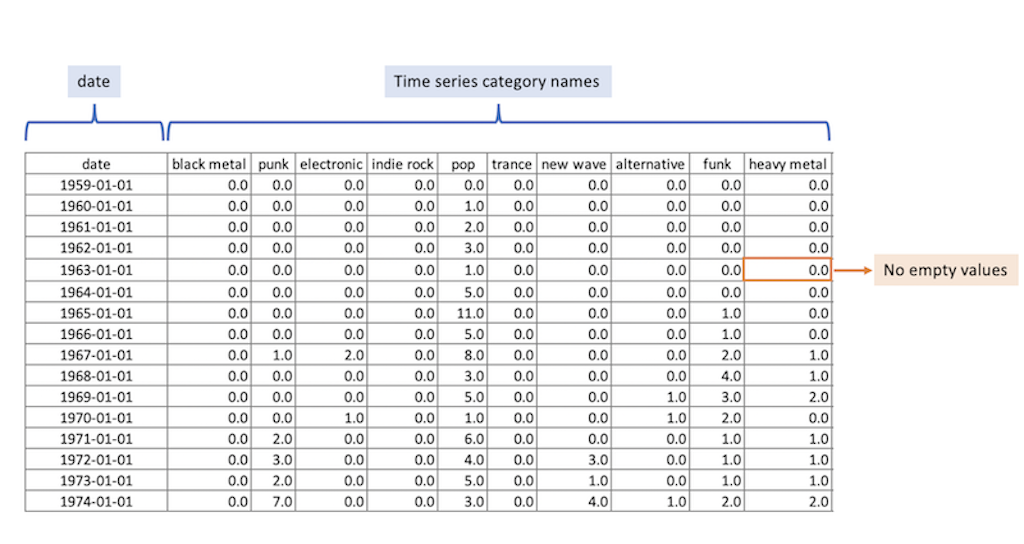 date Time series category names
date black metal punk electronic indie rock pop trance new wave alternative funk heavy metal
1959-01-01 0.0 0.0 0.0 0.0 0.0 0.0 0.0 0.0 0.0 0.0
1960-01-01 0.0 0.0 0.0 0.0 1.0 0.0 0.0 0.0 0.0 0.0
1961-01-01 0.0 0.0 0.0 0.0 2.0 0.0 0.0 0.0 0.0 0.0
1962-01-01 0.0 0.0 0.0 0.0 3.0 0.0 0.0 0.0 0.0 0.0
1963-01-01 0.0 0.0 0.0 0.0 1.0 0.0 0.0 0.0 0.0 0.0 No empty values
1964-01-01 0.0 0.0 0.0 0.0 5.0 0.0 0.0 0.0 0.0 0.0
1965-01-01 0.0 0.0 0.0 0.0 11.0 0.0 0.0 0.0 1.0 0.0
1966-01-01 0.0 0.0 0.0 0.0 5.0 0.0 0.0 0.0 1.0 0.0
1967-01-01 0.0 1.0 2.0 0.0 8.0 0.0 0.0 0.0 2.0 1.0
1968-01-01 0.0 0.0 0.0 0.0 3.0 0.0 0.0 0.0 4.0 1.0
1969-01-01 0.0 0.0 0.0 0.0 5.0 0.0 0.0 1.0 3.0 2.0
1970-01-01 0.0 0.0 1.0 0.0 1.0 0.0 0.0 1.0 2.0 0.0
1971-01-01 0.0 2.0 0.0 0.0 6.0 0.0 0.0 0.0 1.0 1.0
1972-01-01 0.0 3.0 0.0 0.0 4.0 0.0 3.0 0.0 1.0 1.0
1973-01-01 0.0 2.0 0.0 0.0 5.0 0.0 1.0 0.0 1.0 1.0
1974-01-01 0.0 7.0 0.0 0.0 3.0 0.0 4.0 1.0 2.0 2.0